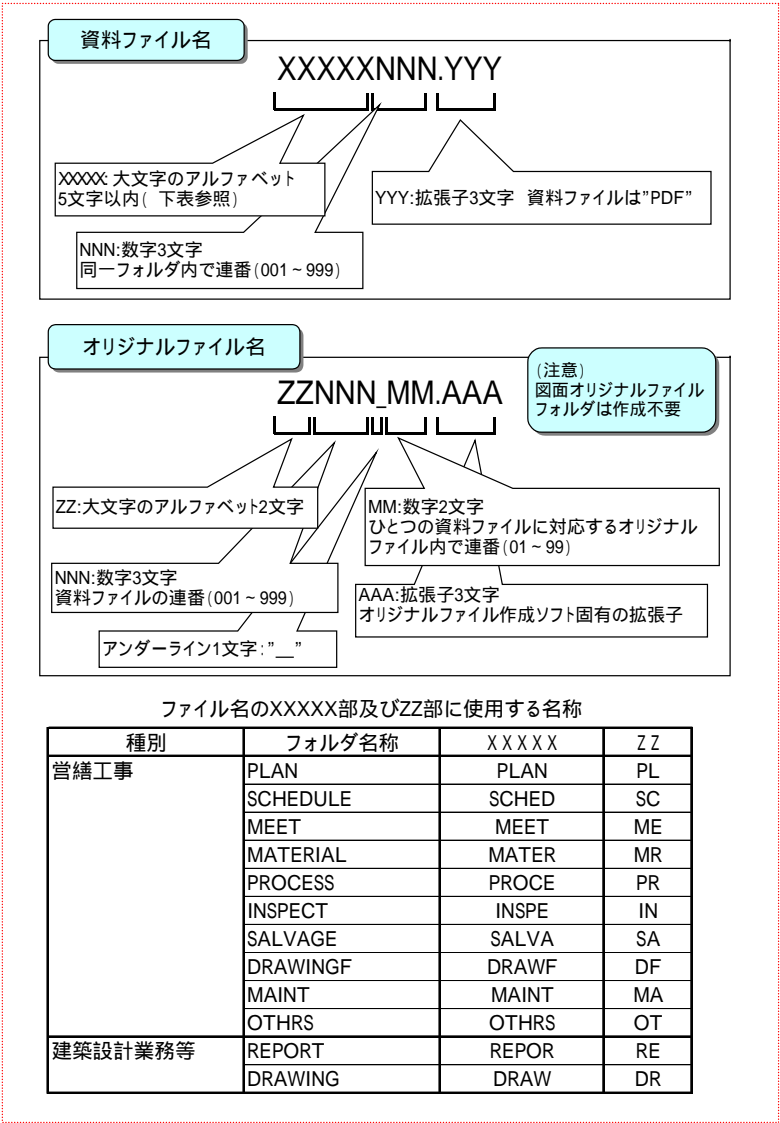 資料ファイル名
XXXXXNNN.YYY
XXXXX:大文字のアルファベット
5文字以内( 下表参照)
YYY:拡張子3文字 資料ファイルは”PDF”
NNN:数字3文字
同一フォルダ内で連番(001~999)
オリジナルファイル名
ZZNNN_MM.AAA
(注意)
図面オリジナルファイル
フォルダは作成不要
ZZ:大文字のアルファベット2文字
MM:数字2文字
ひとつの資料ファイルに対応するオリジナル
ファイル内で連番(01~99)
NNN:数字3文字
資料ファイルの連番(001~999)
AAA:拡張子3文字
オリジナルファイル作成ソフト固有の拡張子
アンダーライン1文字:”__”
ファイル名のXXXXX部及びZZ部に使用する名称
種別 フォルダ名称 XXXXX ZZ
営繕工事 PLAN PLAN PL
SCHEDULE SCHED SC
MEET MEET ME
MATERIAL MATER MR
PROCESS PROCE PR
INSPECT INSPE IN
SALVAGE SALVA SA
DRAWINGF DRAWF DF
MAINT MAINT MA
OTHRS OTHRS OT
建築設計業務等 REPORT REPOR RE
DRAWING DRAW DR